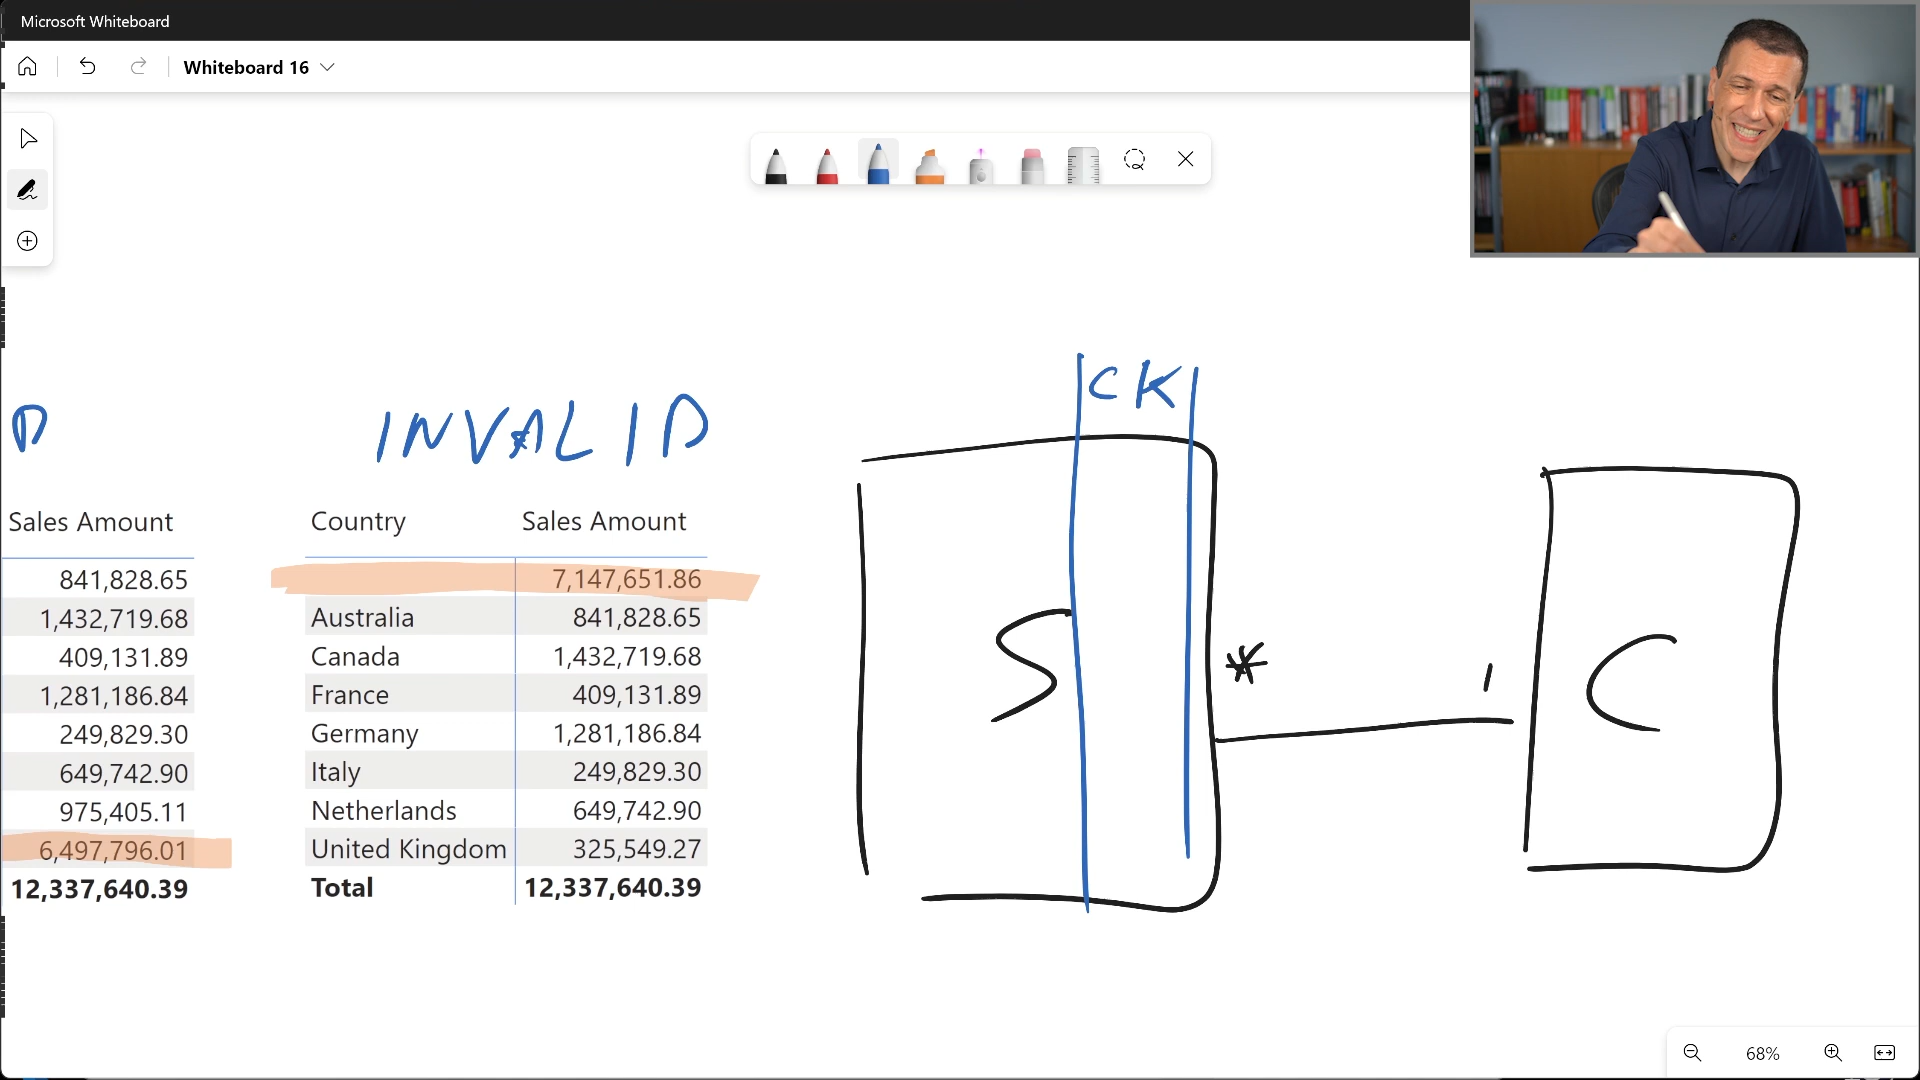 Microsoft Whiteboard
Whiteboard 16
CK
D
INVALID
Sales Amount
841,828.65
1,432,719.68
409,131.89
1,281,186.84
249,829.30
649,742.90
975,405.11
6,497,796.01
12,337,640.39
Country Sales Amount
7,147,651.86
Australia 841,828.65
Canada 1,432,719.68
France 409,131.89
Germany 1,281,186.84
Italy 249,829.30
Netherlands 649,742.90
United Kingdom 325,549.27
Total 12,337,640.39
S
* 1
C
68%